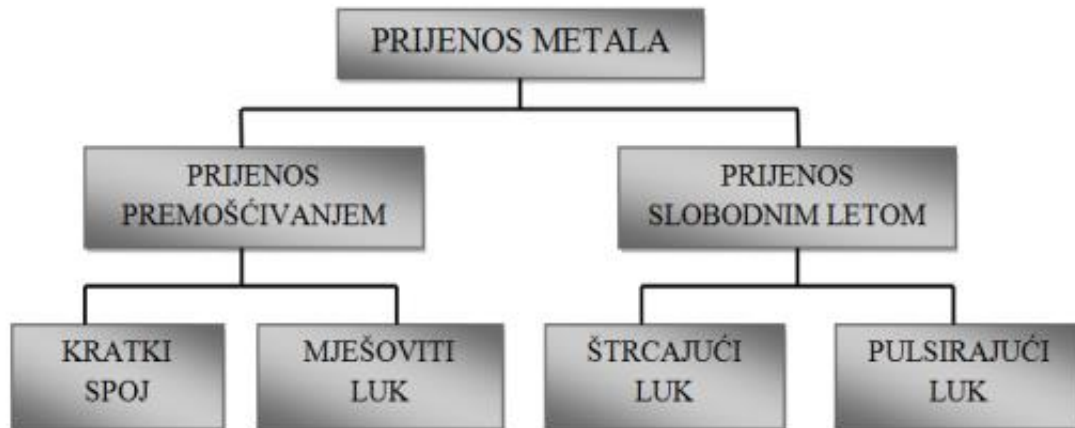 PRIJENOS METALA
PRIJENOS
PREMOŠĆIVANJEM
PRIJENOS
SLOBODNIM LETOM
KRATKI
SPOJ
MJEŠOVITI
LUK
ŠTRCAJUĆI
LUK
PULSIRAJUĆI
LUK